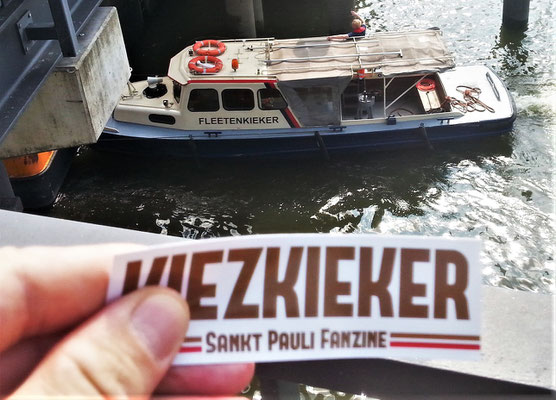 FLEETENKIEKER
KIEZKIEKER
SANKT PAULI FANZINE